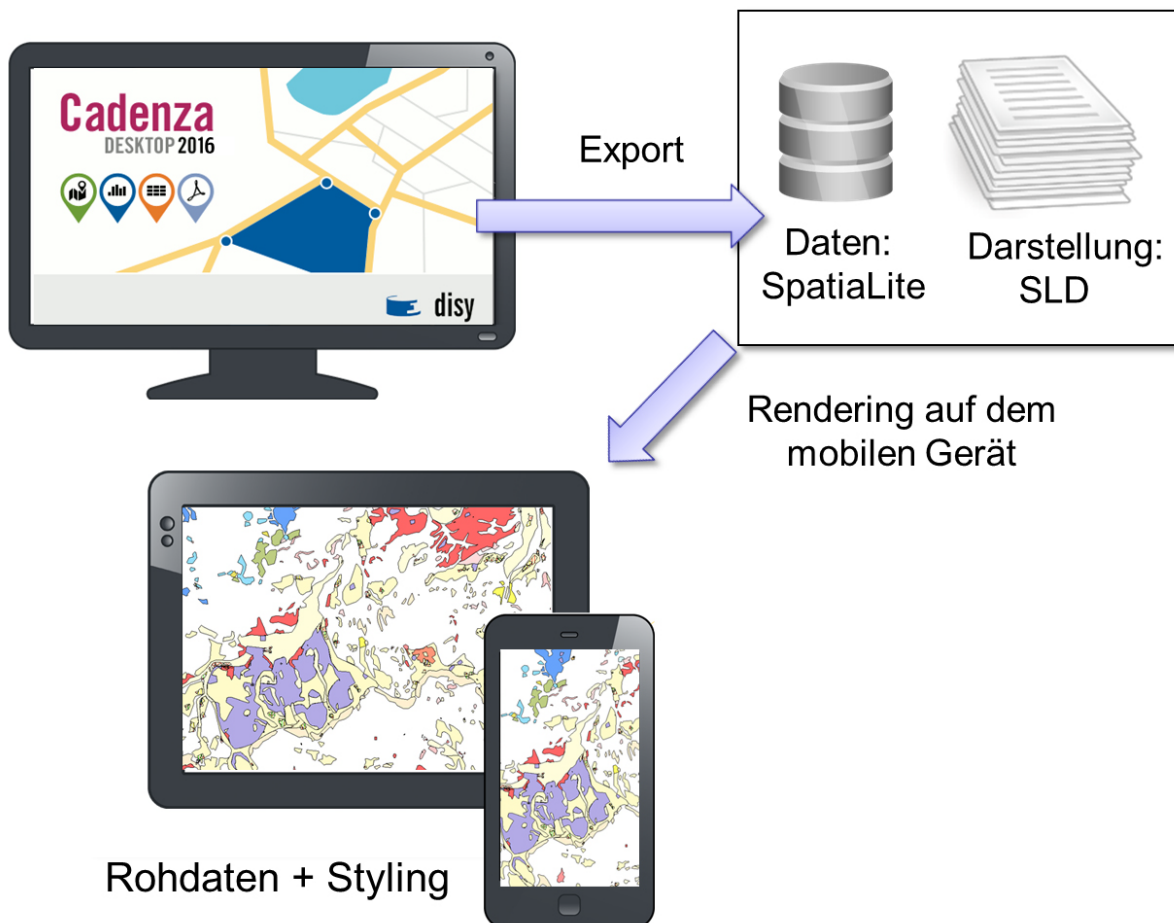 Cadenza
DESKTOP 2016
disy
Export
Daten:
SpatiaLite
Darstellung:
SLD
Rendering auf dem
mobilen Gerät
Rohdaten + Styling